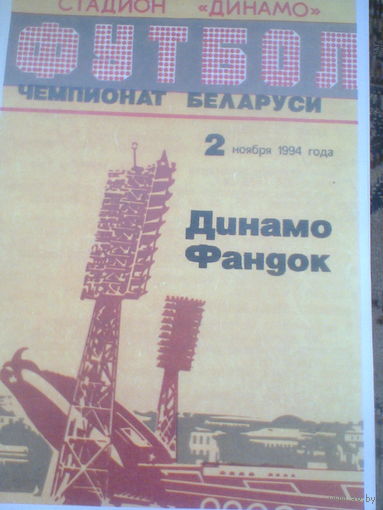 СТАДИОН «ДИНАМО»
ФУТБОЛ
ЧЕМПИОНАТ БЕЛАРУСИ
2 ноября 1994 года
Динамо
Фандок